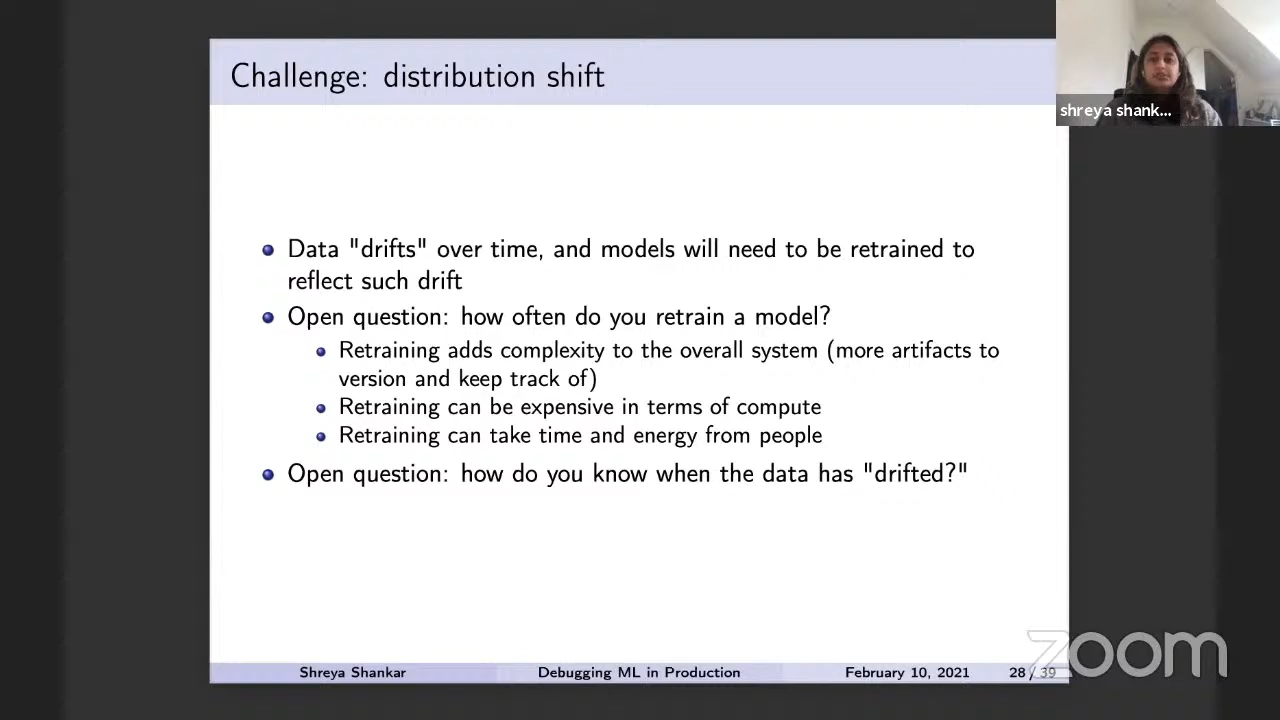 Challenge: distribution shift
shreya shank...
Data "drifts" over time, and models will need to be retrained to
reflect such drift
Open question: how often do you retrain a model?
Retraining adds complexity to the overall system (more artifacts to
version and keep track of)
Retraining can be expensive in terms of compute
Retraining can take time and energy from people
Open question: how do you know when the data has "drifted?"
Shreya Shankar Debugging ML in Production February 10, 2021 28 / 39
zoom